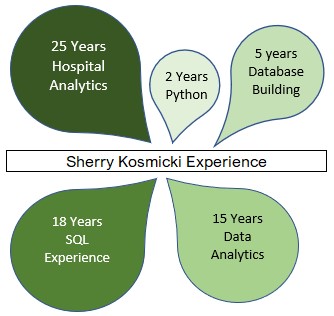 25 Years
Hospital
Analytics
2 Years
Python
5 years
Database
Building
Sherry Kosmicki Experience
18 Years
SQL
Experience
15 Years
Data
Analytics